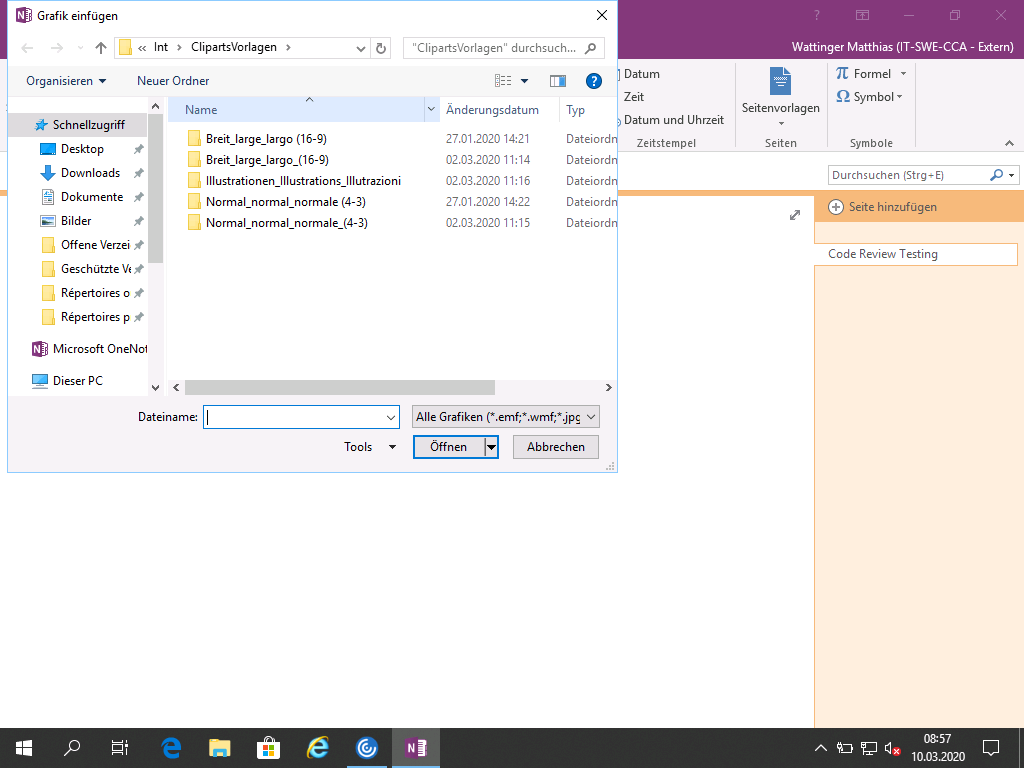 Grafik einfügen
« Int > ClipartsVorlagen >
"ClipartsVorlagen" durchsuch...
Wattinger Matthias (IT-SWE-CCA - Extern)
Organisieren
Neuer Ordner
Datum
Zeit
Datum und Uhrzeit
Zeitstempel
Seitenvorlagen
Seiten
Formel
Symbol
Symbole
Name
Änderungsdatum
Typ
Breit_large_largo (16-9) 27.01.2020 14:21 Dateiordn
Breit_large_largo_(16-9) 02.03.2020 11:14 Dateiordn
Illustrationen_Illustrations_Illutrazioni 02.03.2020 11:16 Dateiordn
Normal_normal_normale (4-3) 27.01.2020 14:22 Dateiordn
Normal_normal_normale_(4-3) 02.03.2020 11:15 Dateiordn
Schnellzugriff
Desktop
Downloads
Dokumente
Bilder
Offene Verzei
Geschützte Ve
Répertoires o
Répertoires p
Microsoft OneNot
Dieser PC
Durchsuchen (Strg+E)
Seite hinzufügen
Code Review Testing
Dateiname:
Alle Grafiken (*.emf;*.wmf;*.jpg
Tools
Öffnen
Abbrechen
08:57
10.03.2020